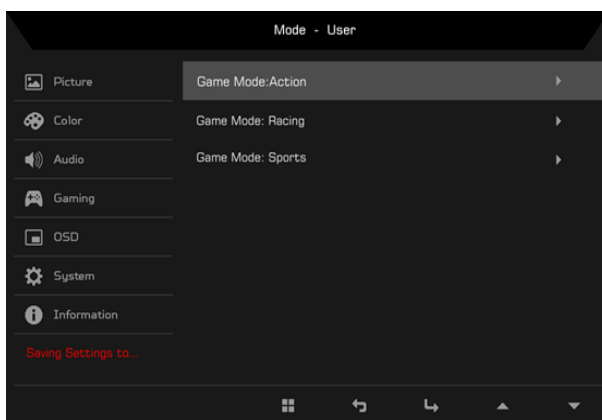 Mode - User
Picture
Game Mode:Action
Color
Game Mode: Racing
Audio
Game Mode: Sports
Gaming
OSD
System
Information
Saving Settings to...